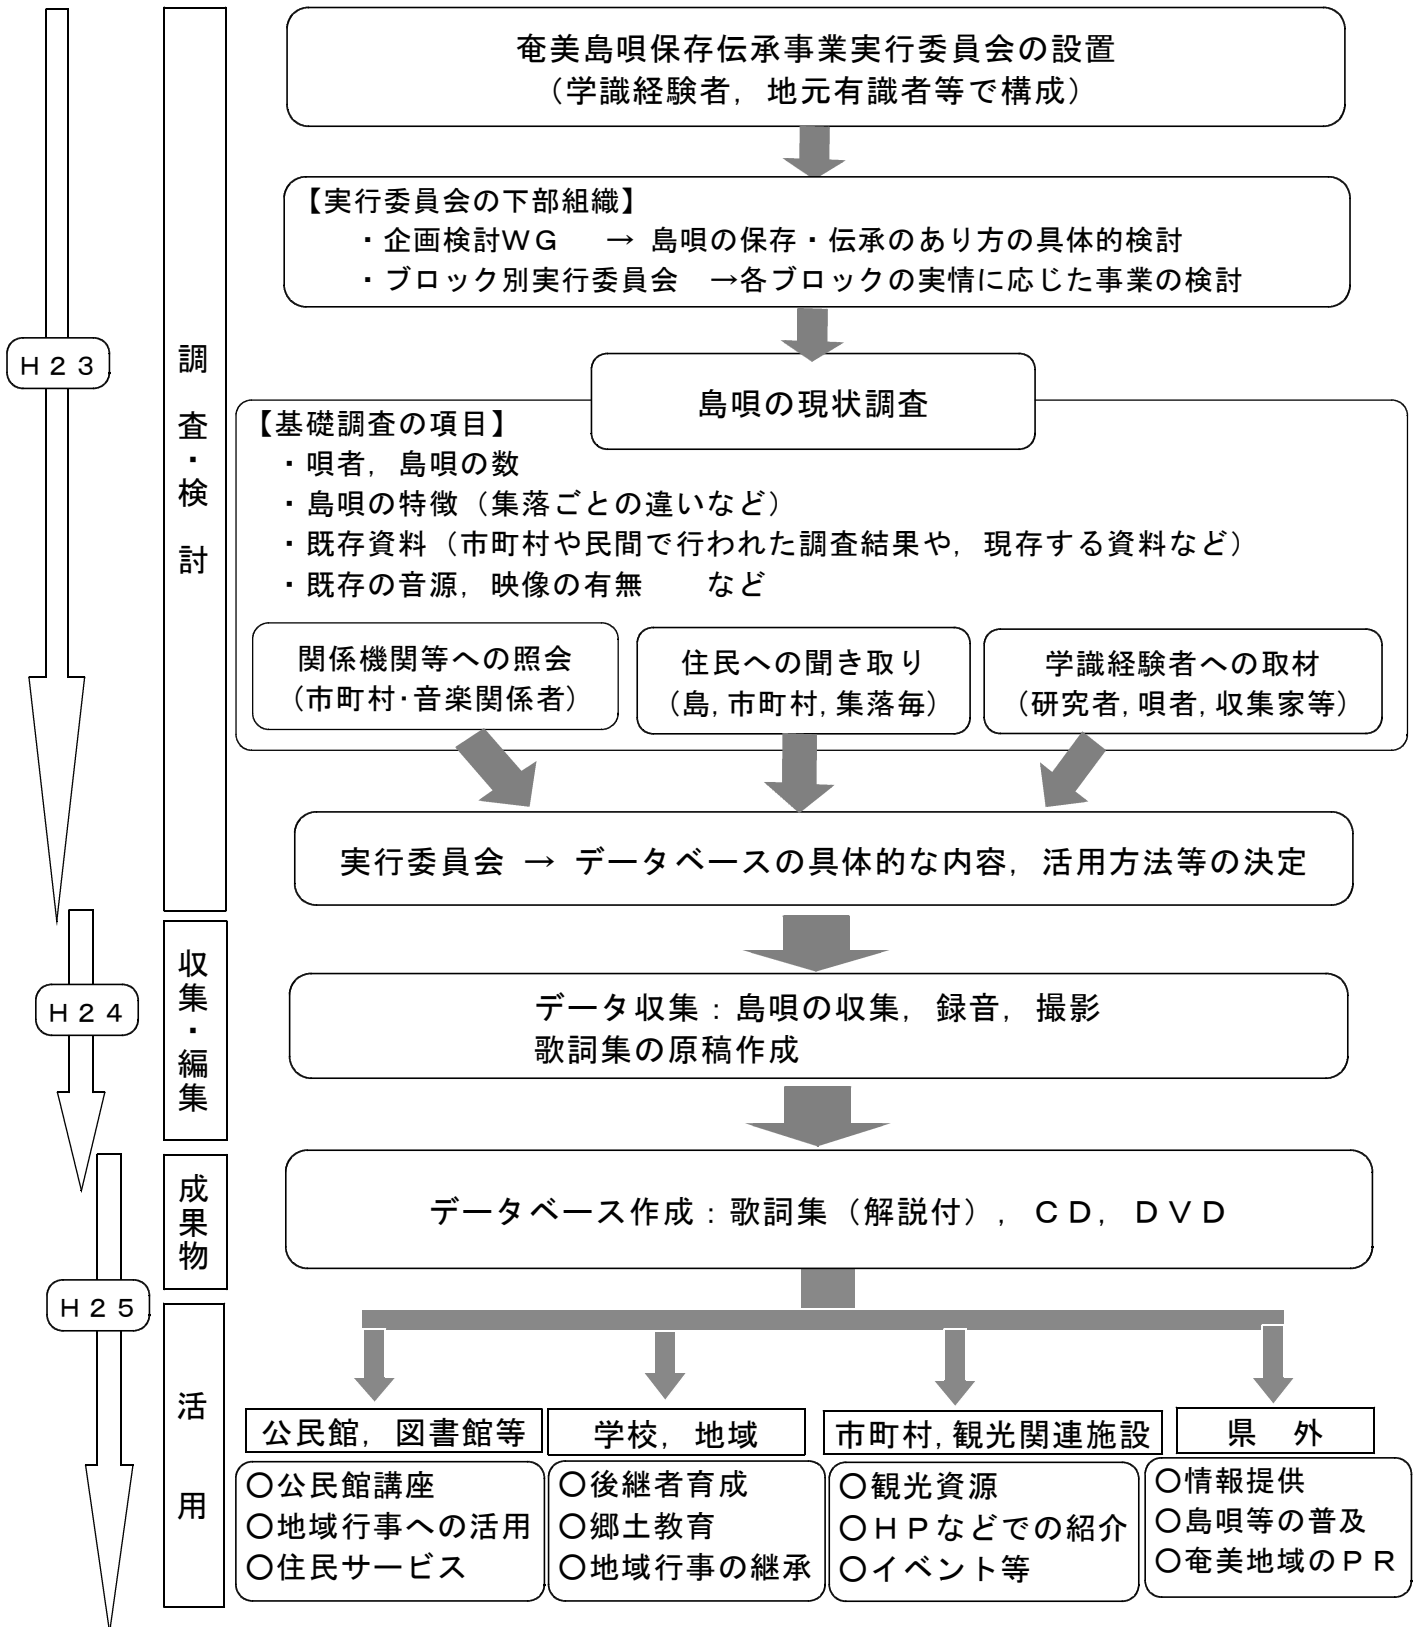 奄美島唄保存伝承事業実行委員会の設置
（学識経験者，地元有識者等で構成）
【実行委員会の下部組織】
・企画検討ＷＧ　→ 島唄の保存・伝承のあり方の具体的検討
・ブロック別実行委員会　→各ブロックの実情に応じた事業の検討
Ｈ２３
調査・検討
島唄の現状調査
【基礎調査の項目】
・唄者，島唄の数
・島唄の特徴（集落ごとの違いなど）
・既存資料（市町村や民間で行われた調査結果や，現存する資料など）
・既存の音源，映像の有無　　など
関係機関等への照会
（市町村・音楽関係者）
住民への聞き取り
（島，市町村，集落毎）
学識経験者への取材
（研究者，唄者，収集家等）
実行委員会 → データベースの具体的な内容，活用方法等の決定
Ｈ２４
収集・編集
データ収集：島唄の収集，録音，撮影
歌詞集の原稿作成
成果物
データベース作成：歌詞集（解説付），ＣＤ，ＤＶＤ
Ｈ２５
活用
公民館，図書館等
○公民館講座
○地域行事への活用
○住民サービス
学校，地域
○後継者育成
○郷土教育
○地域行事の継承
市町村，観光関連施設
○観光資源
○ＨＰなどでの紹介
○イベント等
県　外
○情報提供
○島唄等の普及
○奄美地域のＰＲ